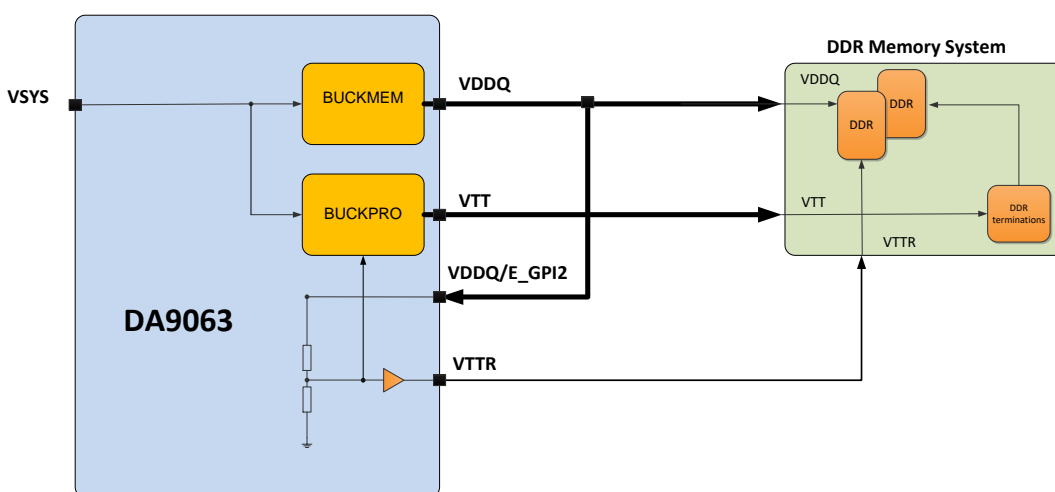 DDR Memory System
VSYS
BUCKMEM
VDDQ
VDDQ
DDR
DDR
BUCKPRO
VTT
VTT
DDR
terminations
VTTR
VDDQ/E_GPI2
DA9063
VTTR